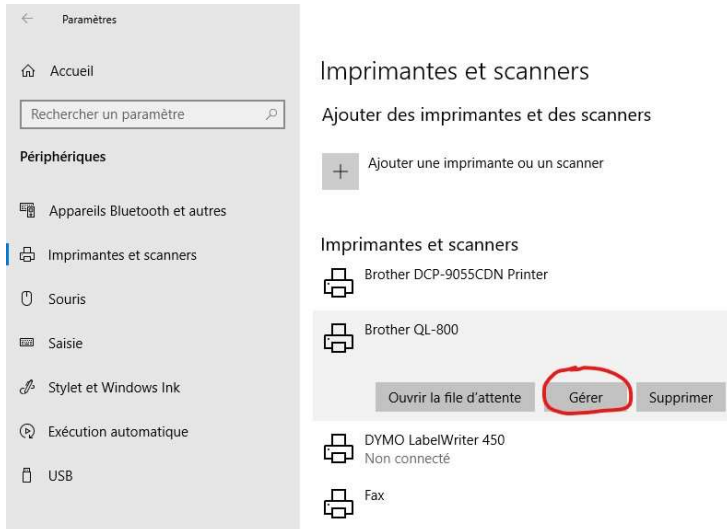 Paramètres
Accueil
Rechercher un paramètre
Périphériques
Appareils Bluetooth et autres
Imprimantes et scanners
Souris
Saisie
Stylet et Windows Ink
Exécution automatique
USB
Imprimantes et scanners
Ajouter des imprimantes et des scanners
Ajouter une imprimante ou un scanner
Imprimantes et scanners
Brother DCP-9055CDN Printer
Brother QL-800
Ouvrir la file d'attente Gérer Supprimer
DYMO LabelWriter 450
Non connecté
Fax